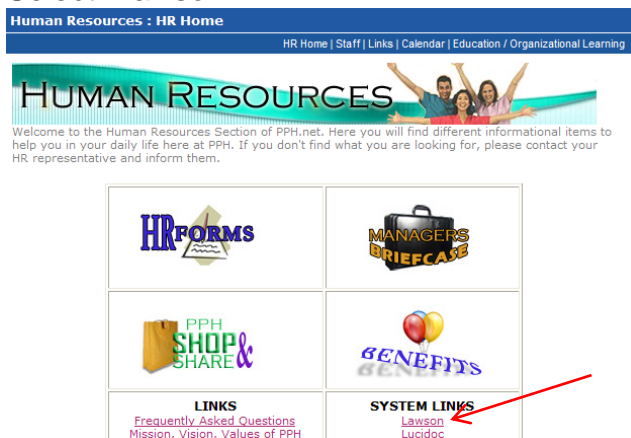 Human Resources : HR Home
HR Home | Staff | Links | Calendar | Education / Organizational Learning
HUMAN RESOURCES
Welcome to the Human Resources Section of PPH.net. Here you will find different informational items to
help you in your daily life here at PPH. If you don't find what you are looking for, please contact your
HR representative and inform them.
HR FORMS
MANAGERS
BRIEFCASE
PPH
SHOP &
SHARE
BENEFITS
LINKS
Frequently Asked Questions
Mission, Vision, Values of PPH
SYSTEM LINKS
Lawson
Lucidoc